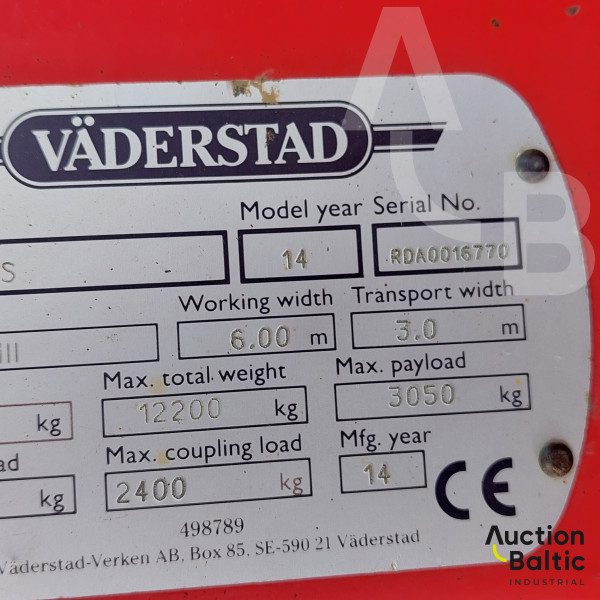 VÄDERSTAD
Model year Serial No.
S 14 RDA0016770
Working width Transport width
6.00 m 3.0 m
Max. total weight Max. payload
kg 12200 kg 3050 kg
Max. coupling load Mfg. year
kg 2400 kg 14 CE
498789
Väderstad-Verken AB, Box 85, SE-590 21 Väderstad
Auction
Baltic
INDUSTRIAL